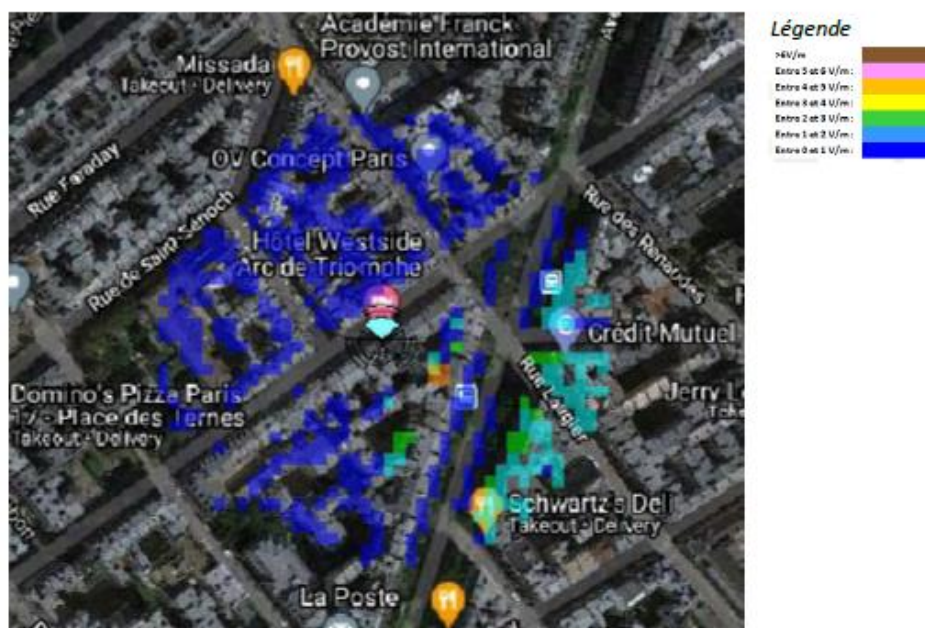 Académie Franck
Provost International
Missada
Takeout - Delivery
OV Concept Paris
Rue Faraday
Rue de Saint-Sénoch
Hôtel Westside
Arc de Triomphe
Rue des Renaudes
Crédit Mutuel
Rue Laugier
Domino's Pizza Paris
17 - Place des Ternes
Takeout - Delivery
Schwartz's Deli
Takeout - Delivery
La Poste
Légende
>6V/m
Entre 5 et 6 V/m :
Entre 4 et 5 V/m :
Entre 3 et 4 V/m :
Entre 2 et 3 V/m :
Entre 1 et 2 V/m :
Entre 0 et 1 V/m :